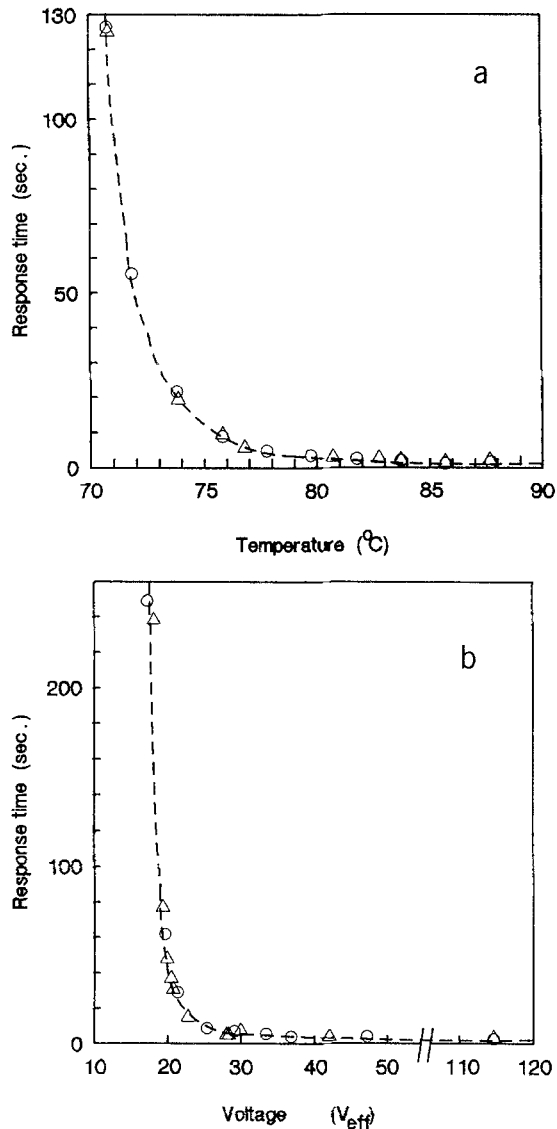 130
a
100
Response time (sec.)
50
0
70 75 80 85 90
Temperature (°C)
b
200
Response time (sec.)
100
0
10 20 30 40 50 110 120
Voltage (Veff)